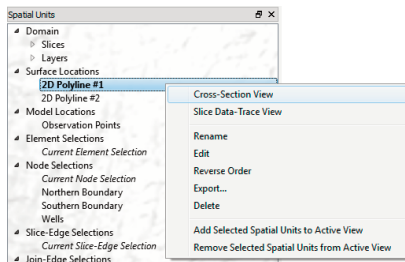 Spatial Units
Domain
Slices
Layers
Surface Locations
2D Polyline #1
2D Polyline #2
Model Locations
Observation Points
Element Selections
Current Element Selection
Node Selections
Current Node Selection
Northern Boundary
Southern Boundary
Wells
Slice-Edge Selections
Current Slice-Edge Selection
Join-Edge Selections
Cross-Section View
Slice Data-Trace View
Rename
Edit
Reverse Order
Export...
Delete
Add Selected Spatial Units to Active View
Remove Selected Spatial Units from Active View